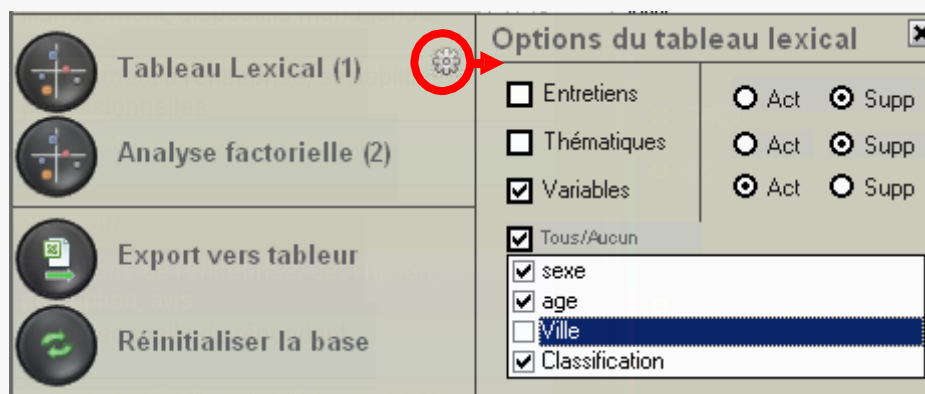 Tableau Lexical (1)
Analyse factorielle (2)
Export vers tableur
Réinitialiser la base
Options du tableau lexical
Entretiens Act Supp
Thématiques Act Supp
Variables Act Supp
Tous/Aucun
sexe
age
Ville
Classification